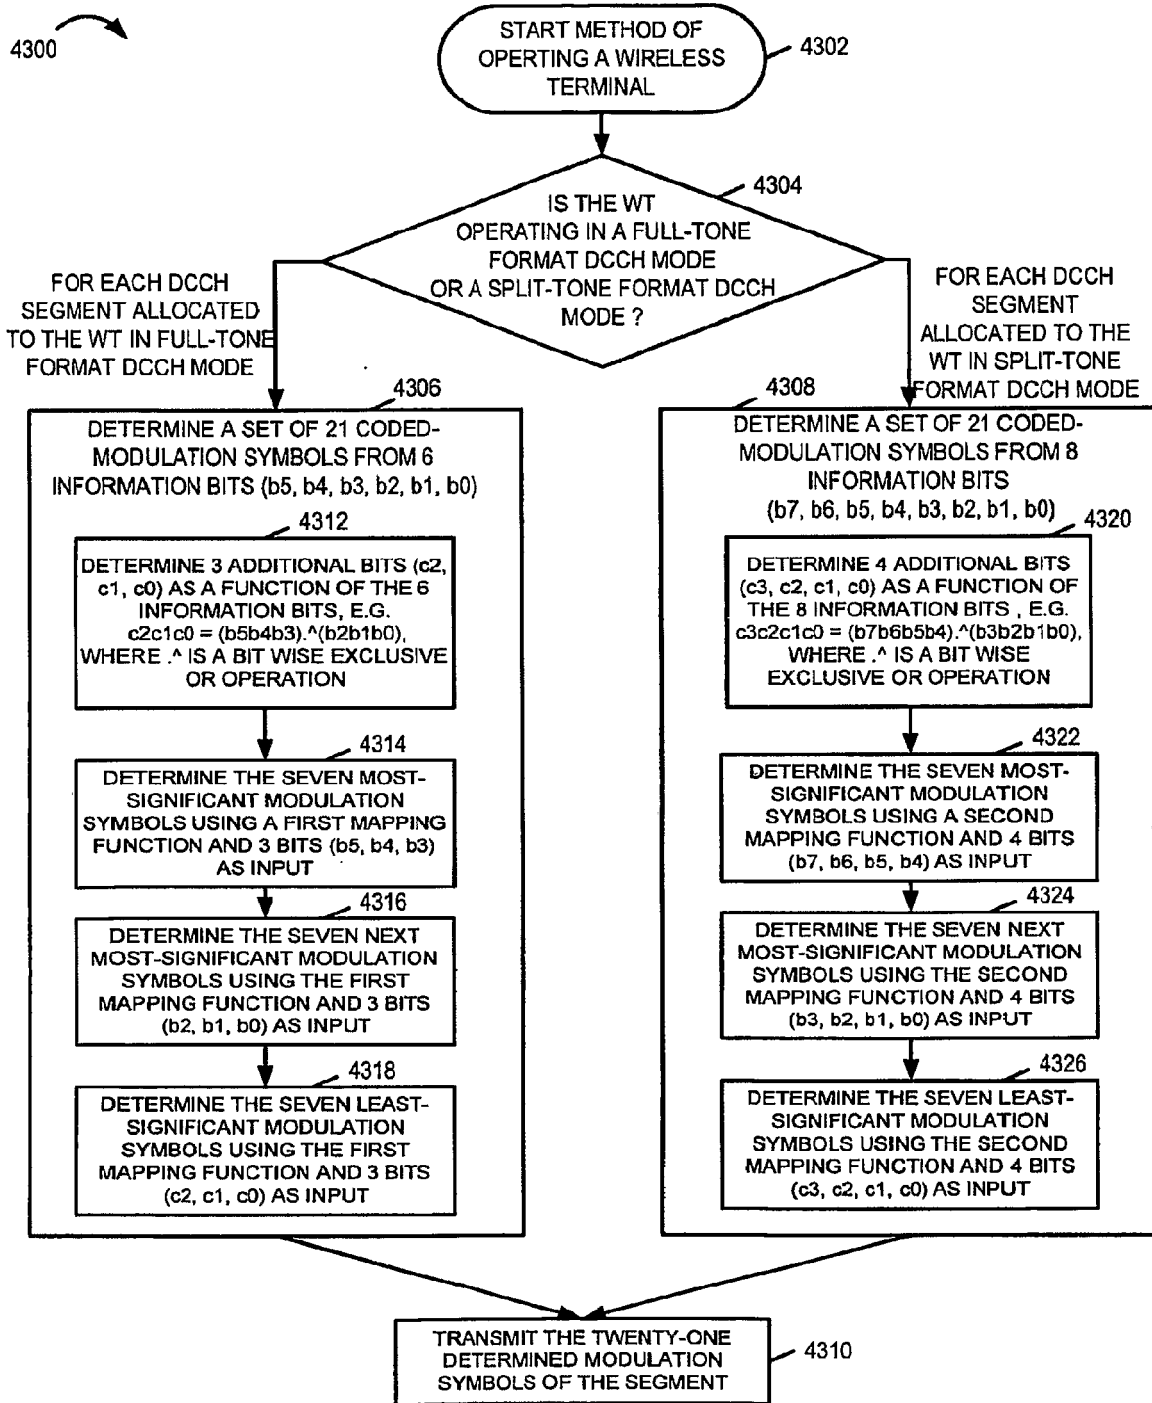 4300
START METHOD OF
OPERTING A WIRELESS
TERMINAL
4302
4304
IS THE WT
OPERATING IN A FULL-TONE
FORMAT DCCH MODE
OR A SPLIT-TONE FORMAT DCCH
MODE ?
FOR EACH DCCH
SEGMENT ALLOCATED
TO THE WT IN FULL-TONE
FORMAT DCCH MODE
FOR EACH DCCH
SEGMENT
ALLOCATED TO THE
WT IN SPLIT-TONE
FORMAT DCCH MODE
4306
DETERMINE A SET OF 21 CODED-
MODULATION SYMBOLS FROM 6
INFORMATION BITS (b5, b4, b3, b2, b1, b0)
4312
DETERMINE 3 ADDITIONAL BITS (c2,
c1, c0) AS A FUNCTION OF THE 6
INFORMATION BITS, E.G.
c2c1c0 = (b5b4b3).^(b2b1b0),
WHERE .^ IS A BIT WISE EXCLUSIVE
OR OPERATION
4314
DETERMINE THE SEVEN MOST-
SIGNIFICANT MODULATION
SYMBOLS USING A FIRST MAPPING
FUNCTION AND 3 BITS (b5, b4, b3)
AS INPUT
4316
DETERMINE THE SEVEN NEXT
MOST-SIGNIFICANT MODULATION
SYMBOLS USING THE FIRST
MAPPING FUNCTION AND 3 BITS
(b2, b1, b0) AS INPUT
4318
DETERMINE THE SEVEN LEAST-
SIGNIFICANT MODULATION
SYMBOLS USING THE FIRST
MAPPING FUNCTION AND 3 BITS
(c2, c1, c0) AS INPUT
4308
DETERMINE A SET OF 21 CODED-
MODULATION SYMBOLS FROM 8
INFORMATION BITS
(b7, b6, b5, b4, b3, b2, b1, b0)
4320
DETERMINE 4 ADDITIONAL BITS
(c3, c2, c1, c0) AS A FUNCTION OF
THE 8 INFORMATION BITS , E.G.
c3c2c1c0 = (b7b6b5b4).^(b3b2b1b0),
WHERE .^ IS A BIT WISE
EXCLUSIVE OR OPERATION
4322
DETERMINE THE SEVEN MOST-
SIGNIFICANT MODULATION
SYMBOLS USING A SECOND
MAPPING FUNCTION AND 4 BITS
(b7, b6, b5, b4) AS INPUT
4324
DETERMINE THE SEVEN NEXT
MOST-SIGNIFICANT MODULATION
SYMBOLS USING THE SECOND
MAPPING FUNCTION AND 4 BITS
(b3, b2, b1, b0) AS INPUT
4326
DETERMINE THE SEVEN LEAST-
SIGNIFICANT MODULATION
SYMBOLS USING THE SECOND
MAPPING FUNCTION AND 4 BITS
(c3, c2, c1, c0) AS INPUT
TRANSMIT THE TWENTY-ONE
DETERMINED MODULATION
SYMBOLS OF THE SEGMENT
4310